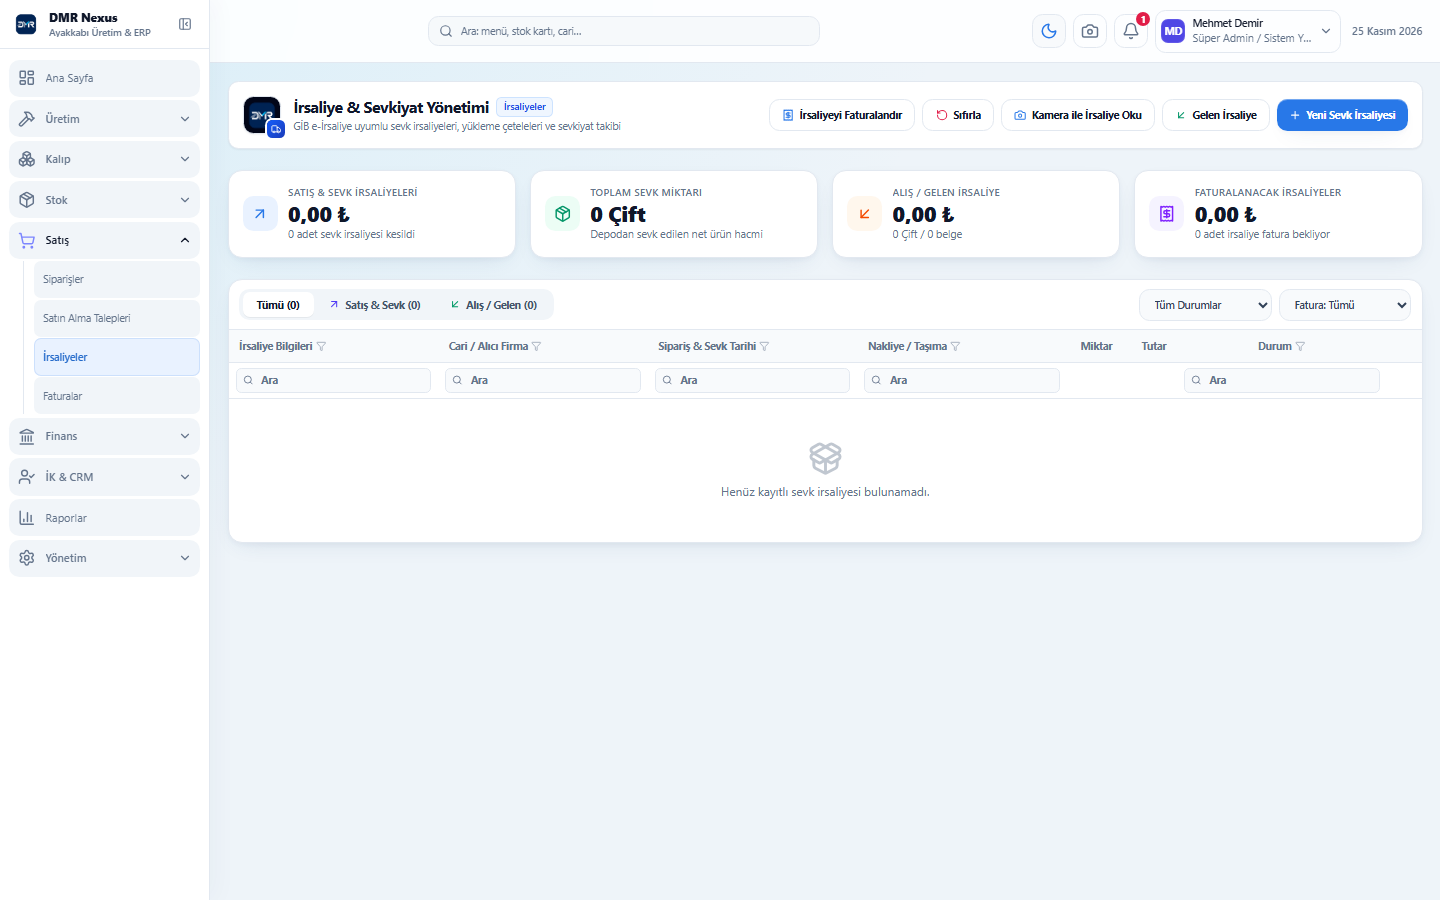 DMR Nexus
Ayakkabı Üretim & ERP
Ara: menü, stok kartı, cari...
1
MD
Mehmet Demir
Süper Admin / Sistem Y...
25 Kasım 2026
Ana Sayfa
Üretim
Kalıp
Stok
Satış
Siparişler
Satın Alma Talepleri
İrsaliyeler
Faturalar
Finans
İK & CRM
Raporlar
Yönetim
DMR
İrsaliye & Sevkiyat Yönetimi
İrsaliyeler
GİB e-İrsaliye uyumlu sevk irsaliyeleri, yükleme çeteleleri ve sevkiyat takibi
İrsaliyeyi Faturalandır
Sıfırla
Kamera ile İrsaliye Oku
Gelen İrsaliye
Yeni Sevk İrsaliyesi
SATIŞ & SEVK İRSALİYELERİ
0,00 ₺
0 adet sevk irsaliyesi kesildi
TOPLAM SEVK MİKTARI
0 Çift
Depodan sevk edilen net ürün hacmi
ALIŞ / GELEN İRSALİYE
0,00 ₺
0 Çift / 0 belge
FATURALANACAK İRSALİYELER
0,00 ₺
0 adet irsaliye fatura bekliyor
Tümü (0)
Satış & Sevk (0)
Alış / Gelen (0)
Tüm Durumlar
Fatura: Tümü
İrsaliye Bilgileri
Cari / Alıcı Firma
Sipariş & Sevk Tarihi
Nakliye / Taşıma
Miktar
Tutar
Durum
Ara
Ara
Ara
Ara
Ara
Henüz kayıtlı sevk irsaliyesi bulunamadı.